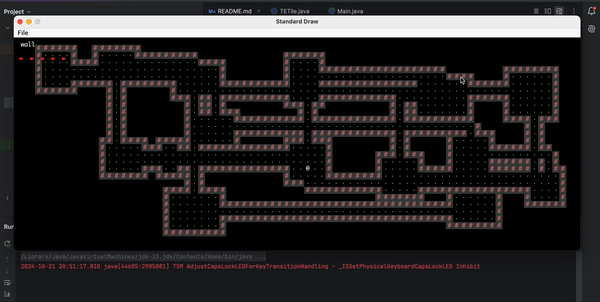 Project
README.md
TETile.java
Main.java
Standard Draw
File
wall
@
Run
/Library/Java/JavaVirtualMachines/jdk-23.jdk/Contents/Home/bin/java ...
2024-10-21 20:51:17.810 java[44605:2985881] TSM AdjustCapsLockLEDForKeyTransitionHandling - _ISSetPhysicalKeyboardCapsLockLED Inhibit